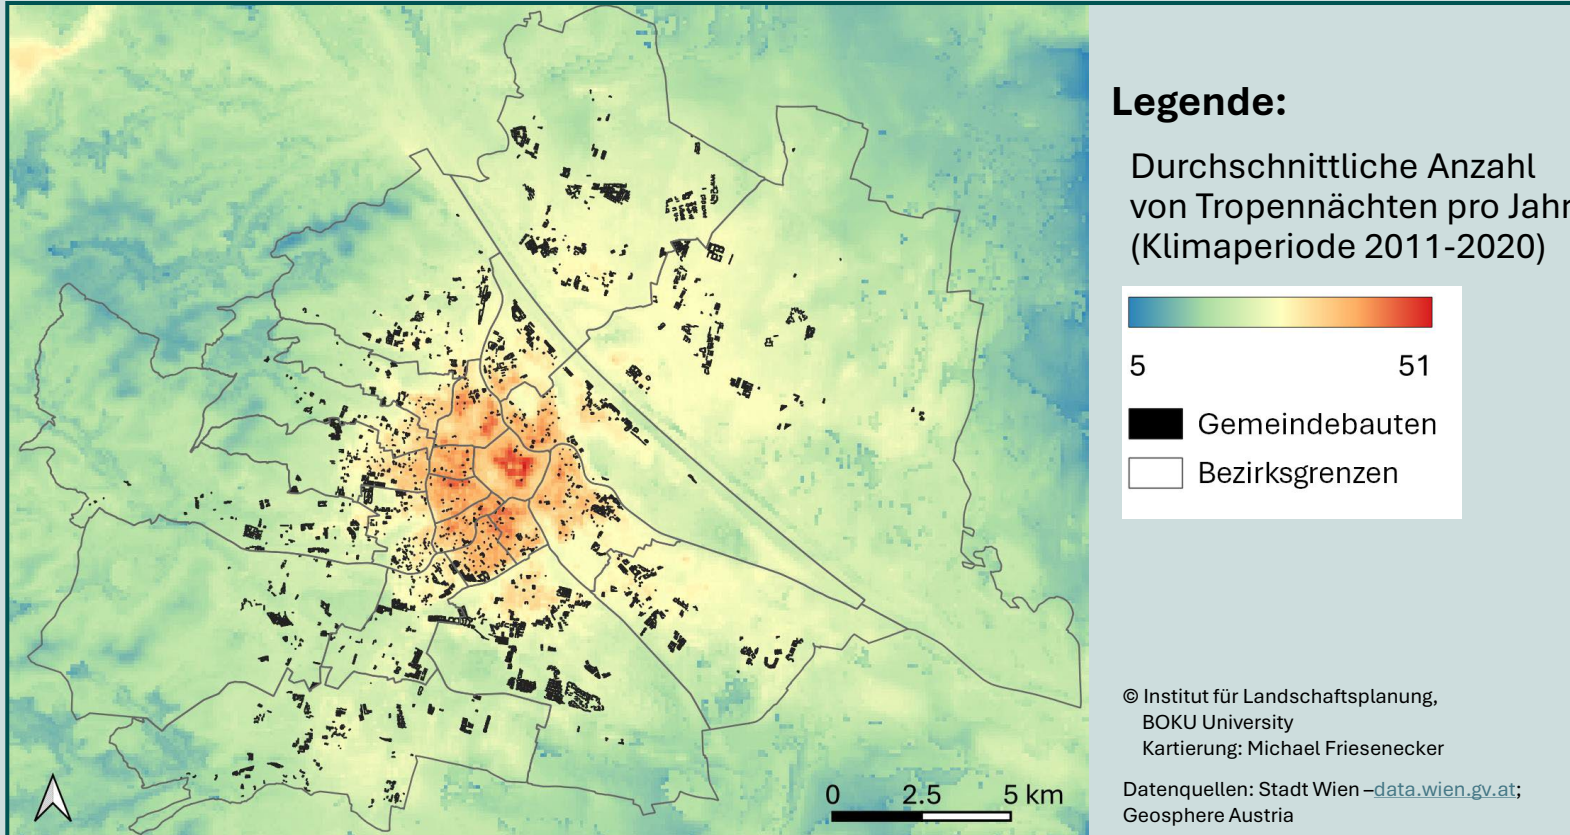 Legende:
Durchschnittliche Anzahl
von Tropennächten pro Jahr
(Klimaperiode 2011-2020)
5 51
Gemeindebauten
Bezirksgrenzen
0 2.5 5 km
© Institut für Landschaftsplanung,
BOKU University
Kartierung: Michael Friesenecker
Datenquellen: Stadt Wien –data.wien.gv.at;
Geosphere Austria